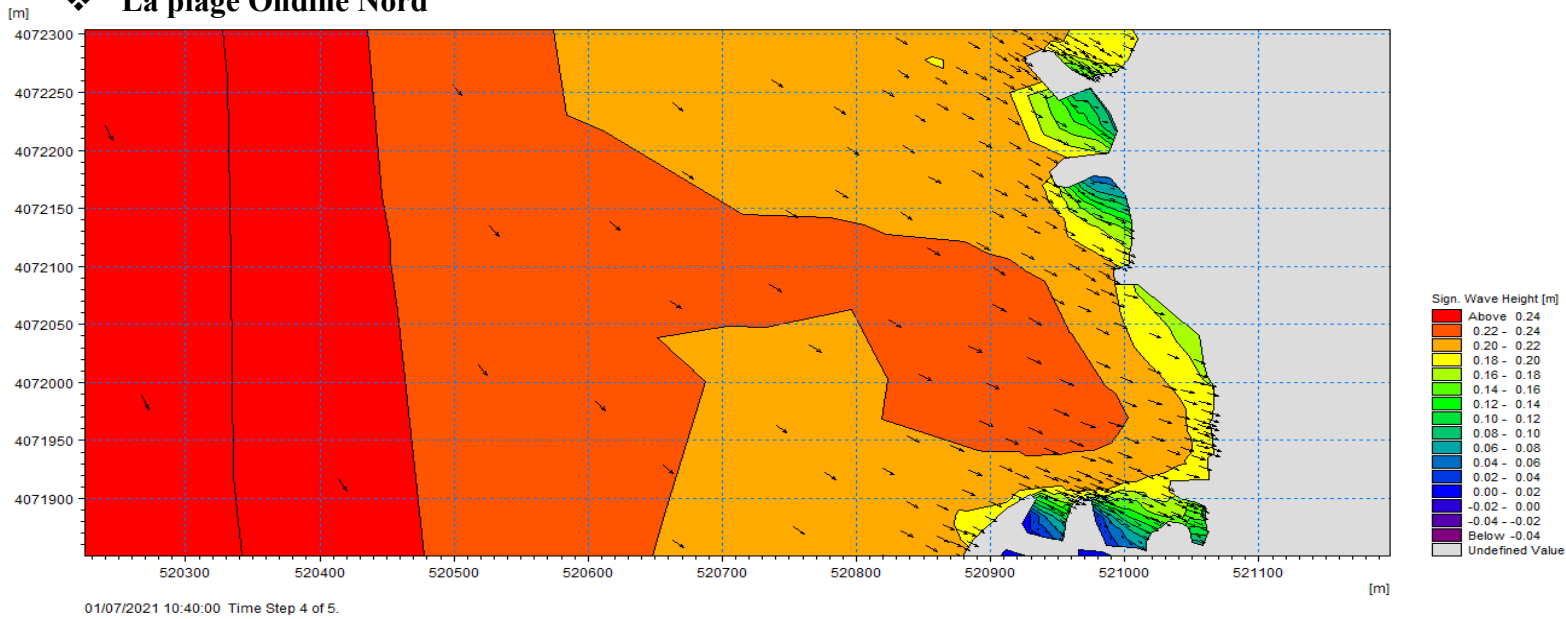 ❖ La plage Ondine Nord
[m]
4072300
4072250
4072200
4072150
4072100
4072050
4072000
4071950
4071900
520300 520400 520500 520600 520700 520800 520900 521000 521100
[m]
01/07/2021 10:40:00 Time Step 4 of 5.
Sign. Wave Height [m]
Above 0.24
0.22 - 0.24
0.20 - 0.22
0.18 - 0.20
0.16 - 0.18
0.14 - 0.16
0.12 - 0.14
0.10 - 0.12
0.08 - 0.10
0.06 - 0.08
0.04 - 0.06
0.02 - 0.04
0.00 - 0.02
-0.02 - 0.00
-0.04 - -0.02
Below -0.04
Undefined Value